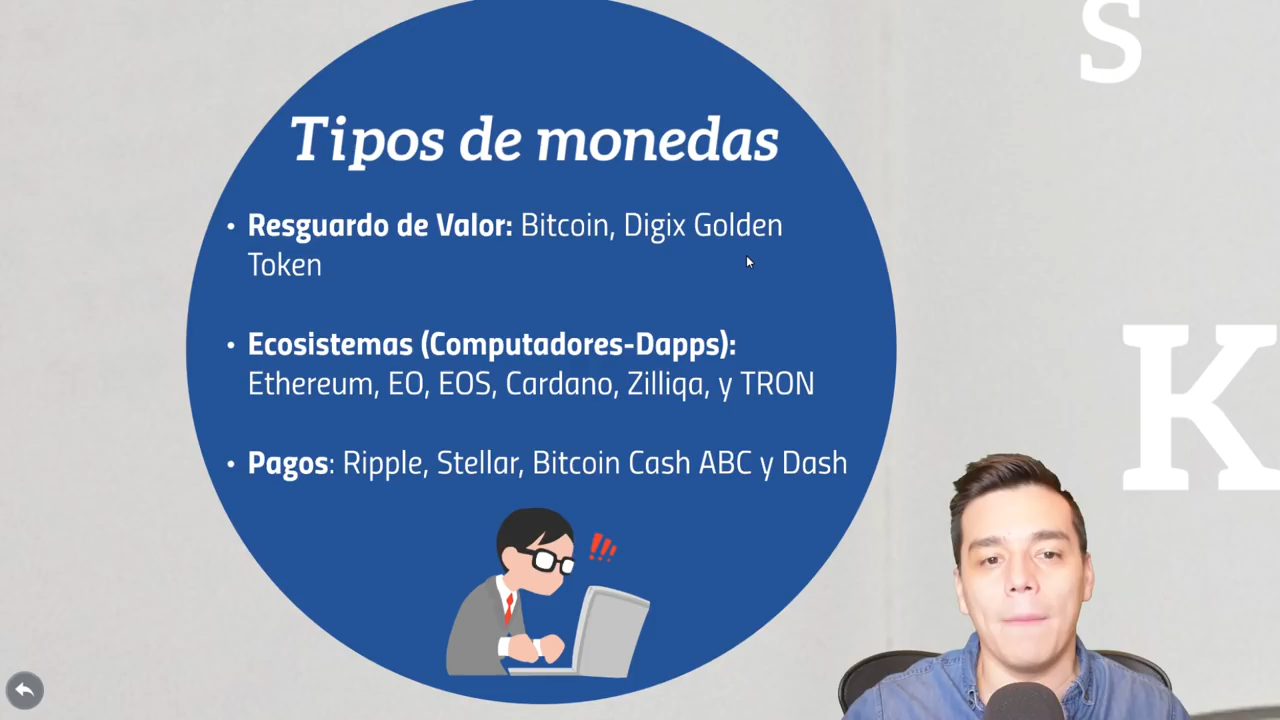 S
Tipos de monedas
• Resguardo de Valor: Bitcoin, Digix Golden
Token
• Ecosistemas (Computadores-Dapps):
Ethereum, EO, EOS, Cardano, Zilliqa, y TRON
K
• Pagos: Ripple, Stellar, Bitcoin Cash ABC y Dash
!!!